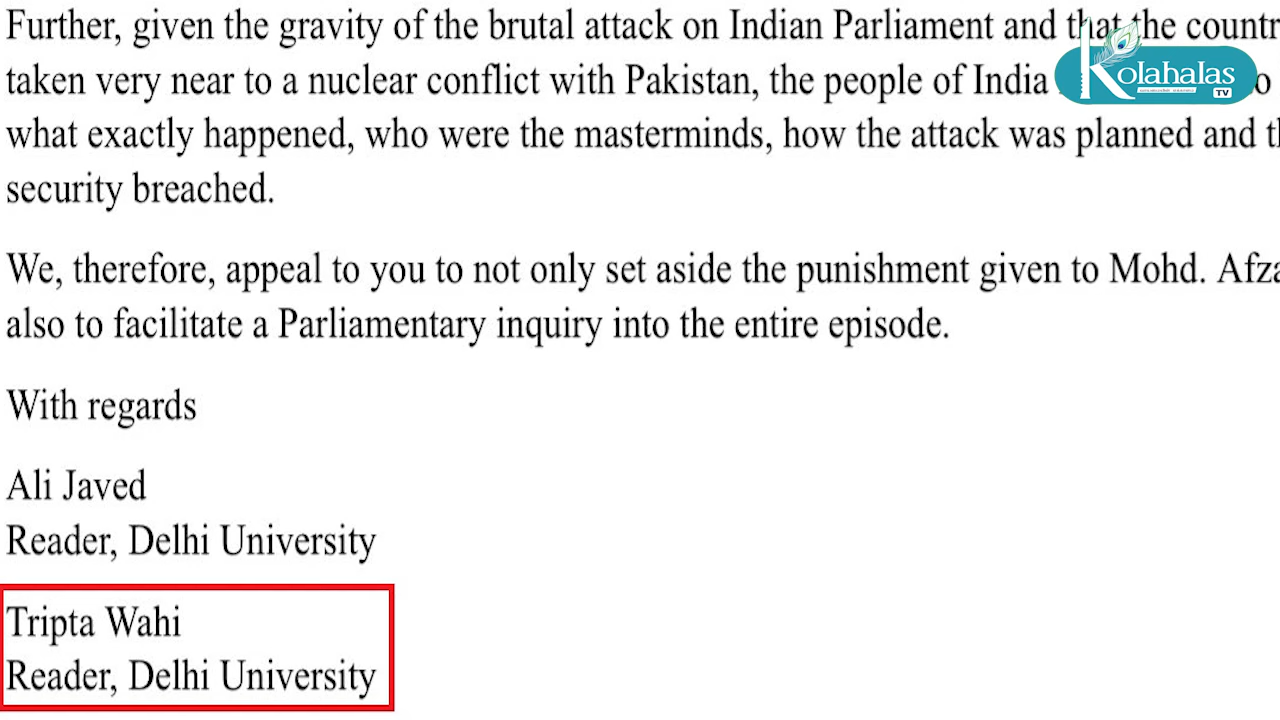 Further, given the gravity of the brutal attack on Indian Parliament and that the countr
taken very near to a nuclear conflict with Pakistan, the people of India
what exactly happened, who were the masterminds, how the attack was planned and th
security breached.
We, therefore, appeal to you to not only set aside the punishment given to Mohd. Afza
also to facilitate a Parliamentary inquiry into the entire episode.
With regards
Ali Javed
Reader, Delhi University
Tripta Wahi
Reader, Delhi University
Kolahalas
TV